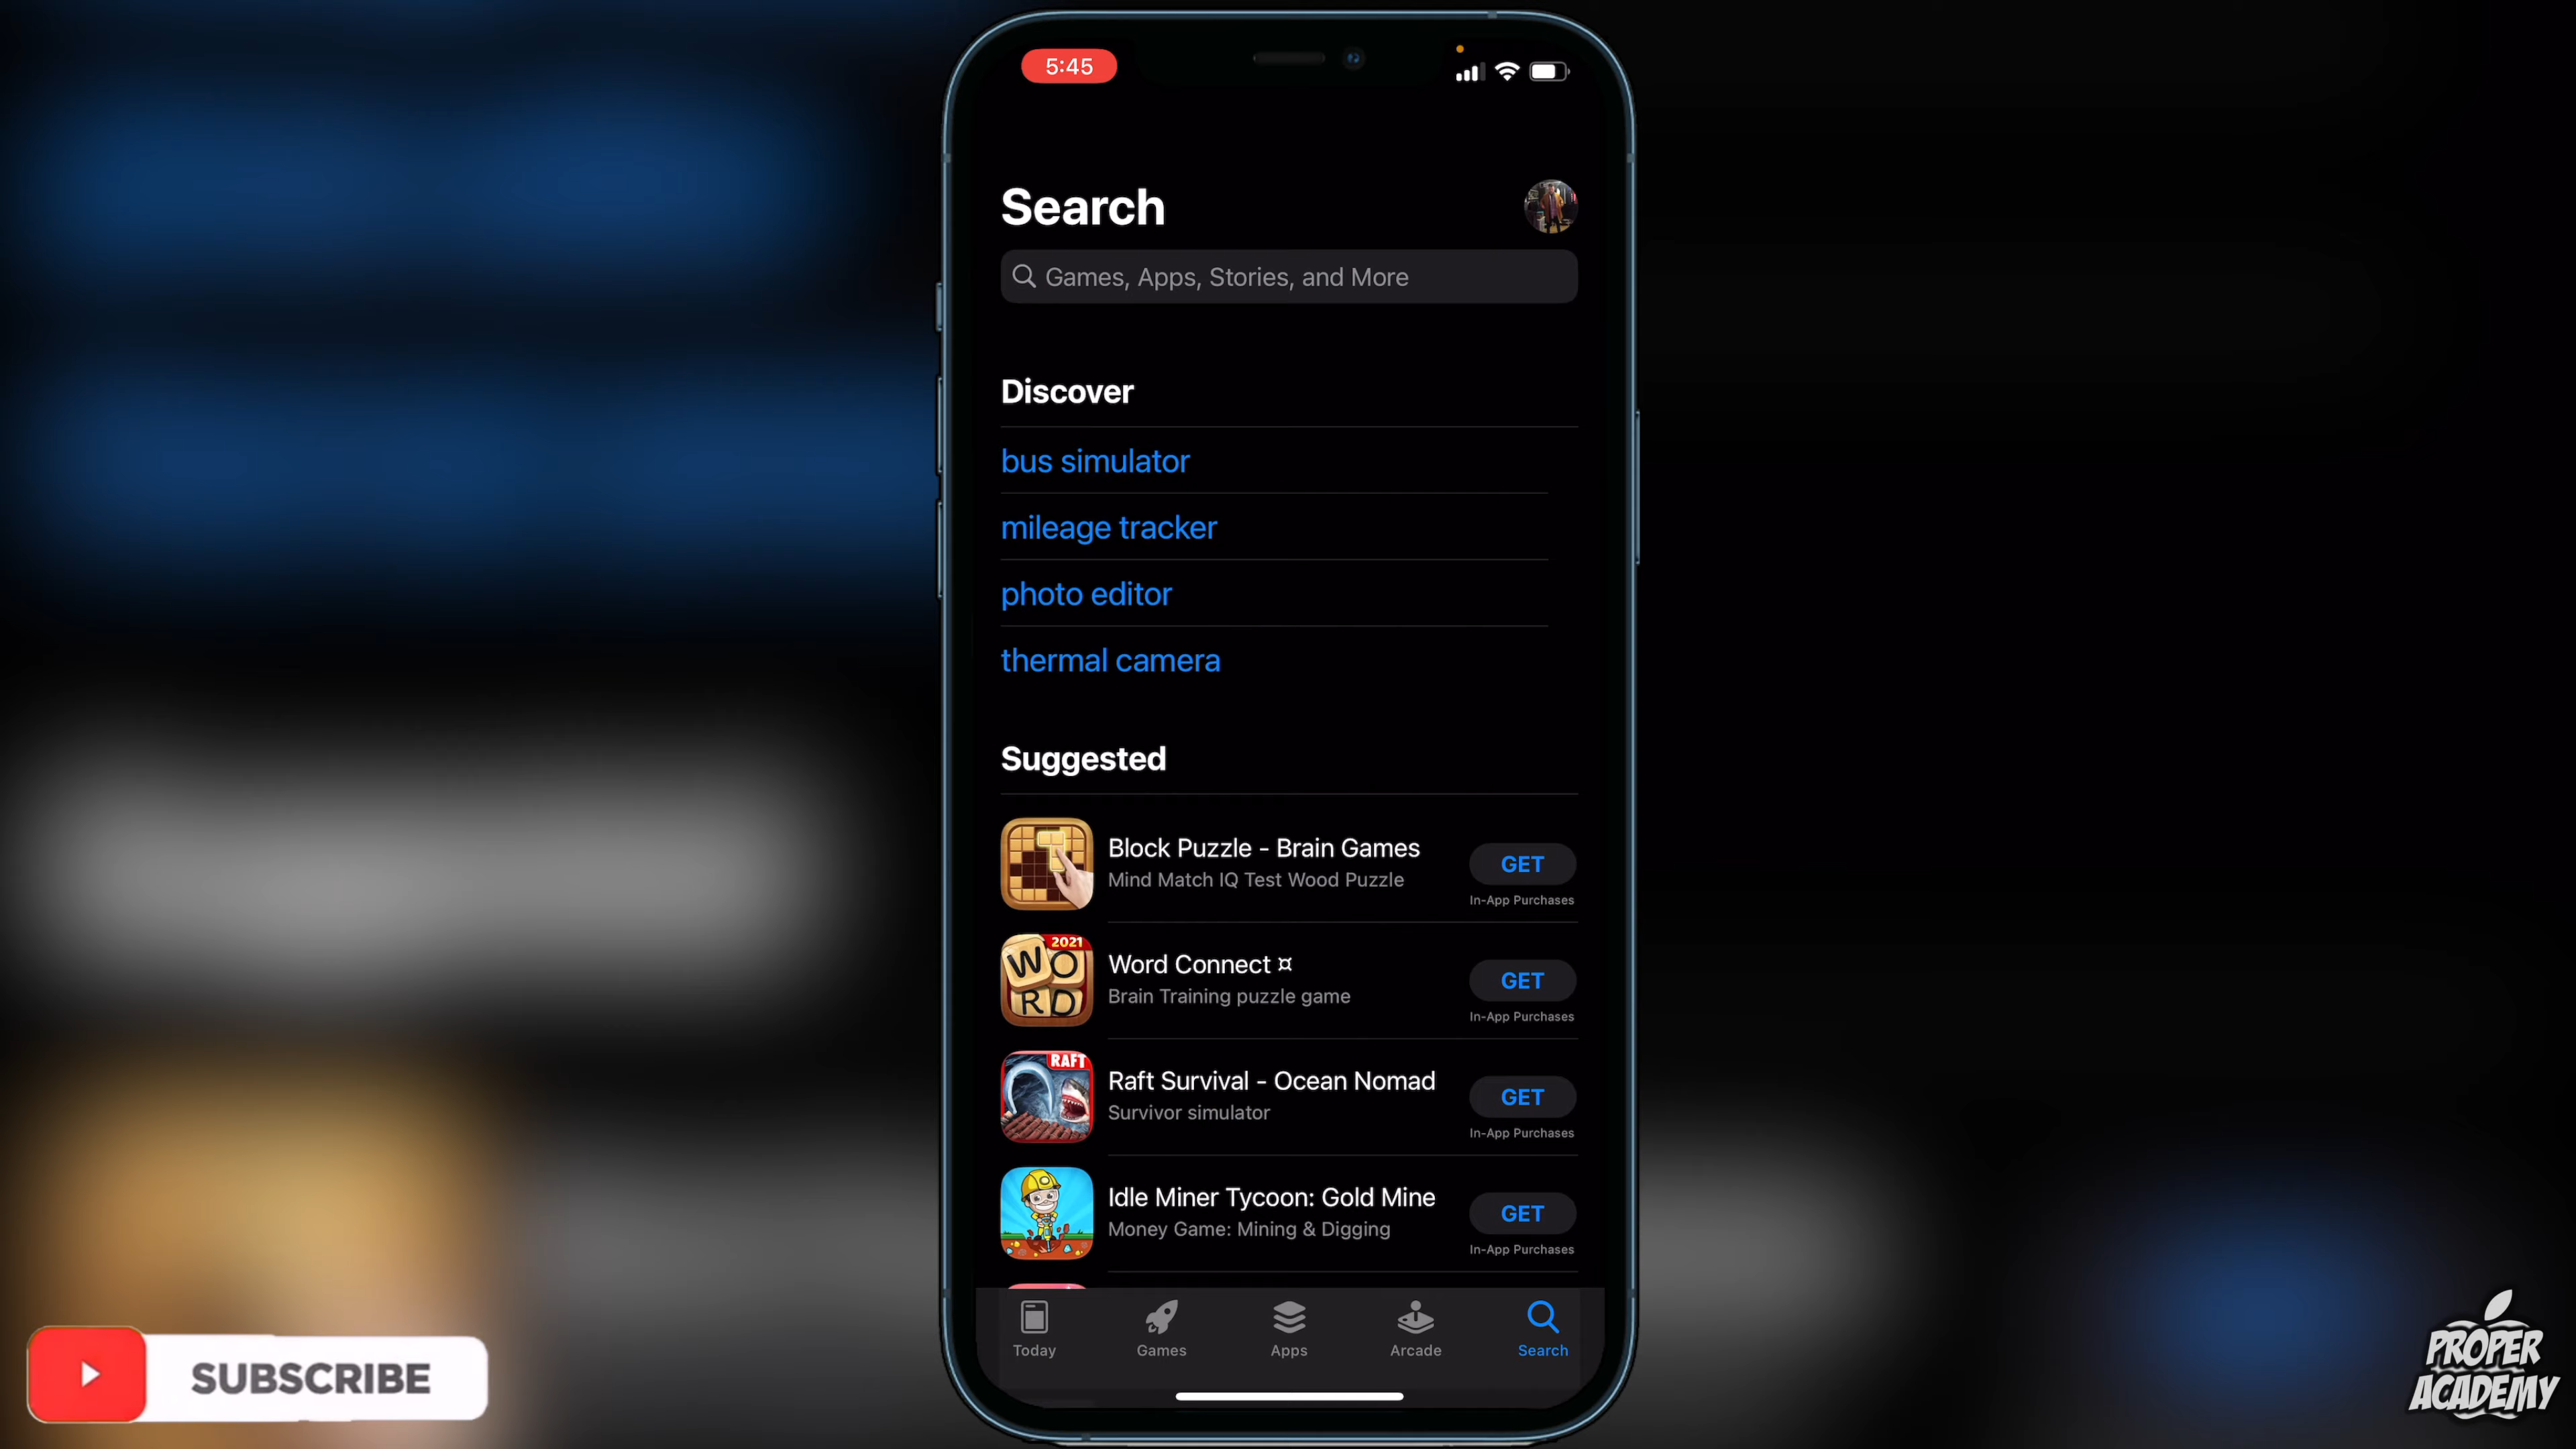 5:45
Search
Games, Apps, Stories, and More
Discover
bus simulator
mileage tracker
photo editor
thermal camera
Suggested
Block Puzzle - Brain Games
Mind Match IQ Test Wood Puzzle
GET
In-App Purchases
2021
WORD
Word Connect ¤
Brain Training puzzle game
GET
In-App Purchases
RAFT
Raft Survival - Ocean Nomad
Survivor simulator
GET
In-App Purchases
Idle Miner Tycoon: Gold Mine
Money Game: Mining & Digging
GET
In-App Purchases
Today
Games
Apps
Arcade
Search
SUBSCRIBE
PROPER
ACADEMY